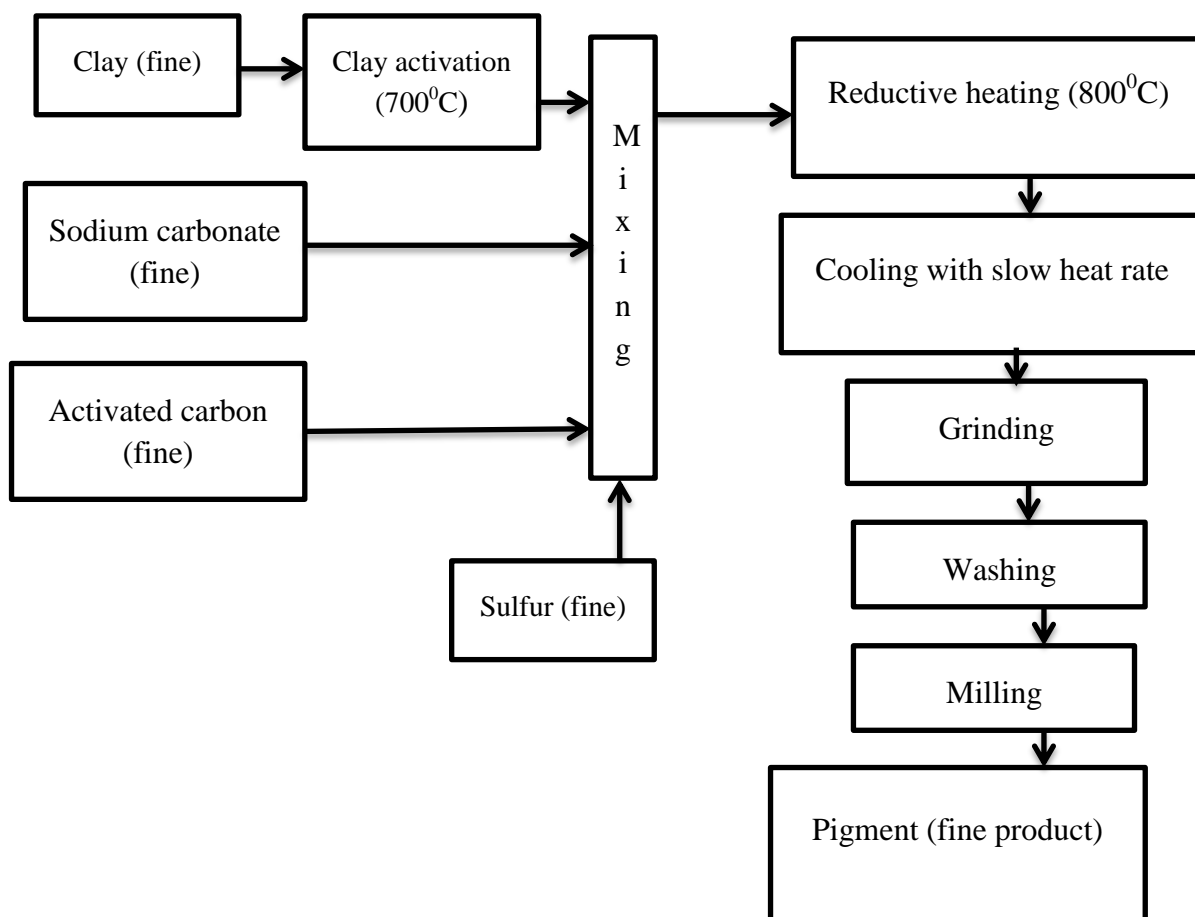 Clay (fine)
Clay activation
(700⁰C)
Sodium carbonate
(fine)
Activated carbon
(fine)
Sulfur (fine)
M
i
x
i
n
g
Reductive heating (800⁰C)
Cooling with slow heat rate
Grinding
Washing
Milling
Pigment (fine product)